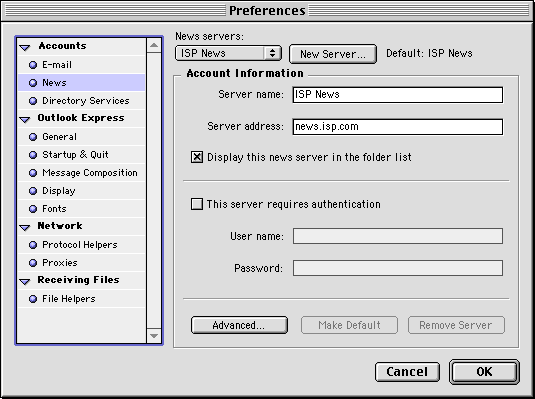 Preferences
Accounts
E-mail
News
Directory Services
Outlook Express
General
Startup & Quit
Message Composition
Display
Fonts
Network
Protocol Helpers
Proxies
Receiving Files
File Helpers
News servers:
ISP News New Server... Default: ISP News
Account Information
Server name: ISP News
Server address: news.isp.com
Display this news server in the folder list
This server requires authentication
User name:
Password:
Advanced... Make Default Remove Server
Cancel OK